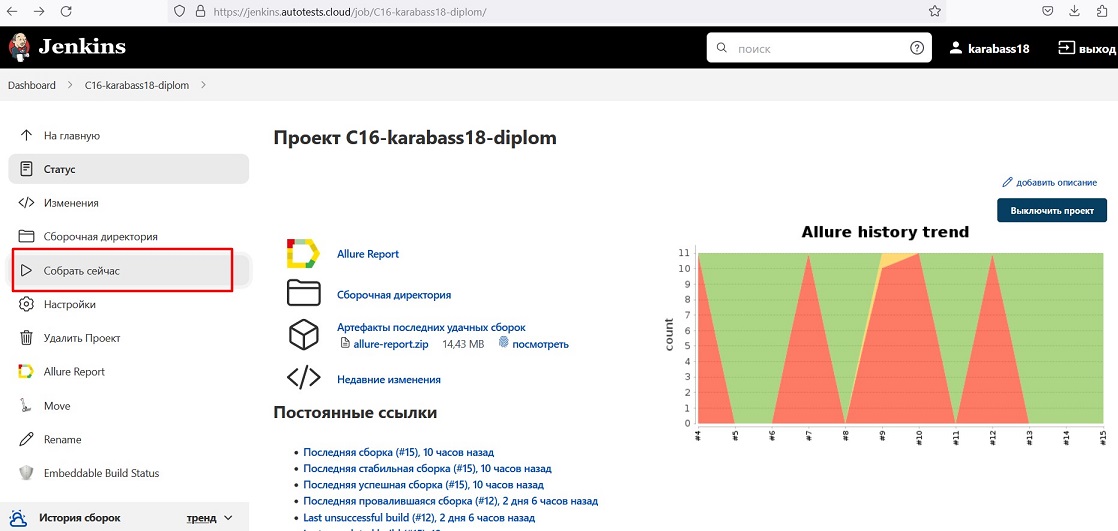 https://jenkins.autotests.cloud/job/C16-karabass18-diplom/
Jenkins
поиск
karabass18
выход
Dashboard
C16-karabass18-diplom
На главную
Статус
Изменения
Сборочная директория
Собрать сейчас
Настройки
Удалить Проект
Allure Report
Move
Rename
Embeddable Build Status
История сборок
тренд
Проект C16-karabass18-diplom
добавить описание
Выключить проект
Allure Report
Сборочная директория
Артефакты последних удачных сборок
allure-report.zip 14,43 MB посмотреть
Недавние изменения
Постоянные ссылки
Последняя сборка (#15), 10 часов назад
Последняя стабильная сборка (#15), 10 часов назад
Последняя успешная сборка (#15), 10 часов назад
Последняя провалившаяся сборка (#12), 2 дня 6 часов назад
Last unsuccessful build (#12), 2 дня 6 часов назад
Allure history trend
count
11
10
9
8
7
6
5
4
3
2
1
0
#4
#5
#6
#7
#8
#9
#10
#11
#12
#13
#14
#15